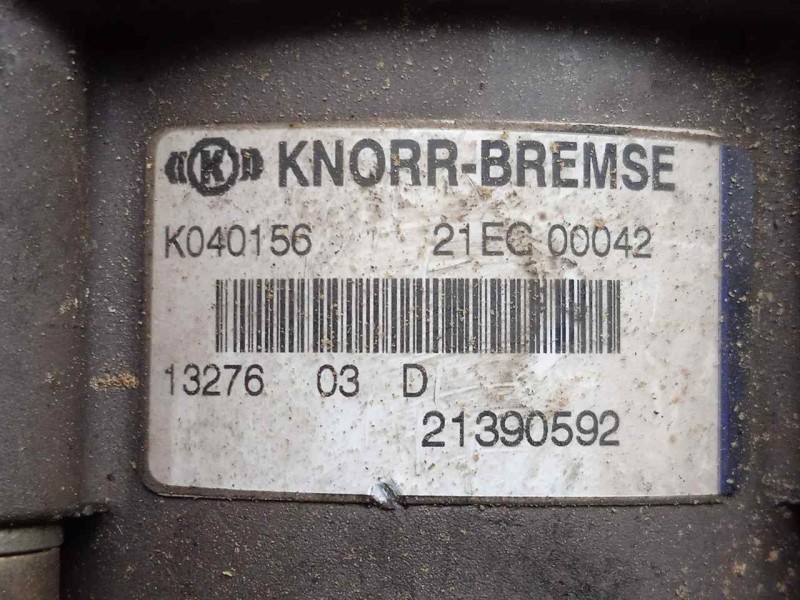 K KNORR-BREMSE
K040156 21EC 00042
13276 03 D
21390592